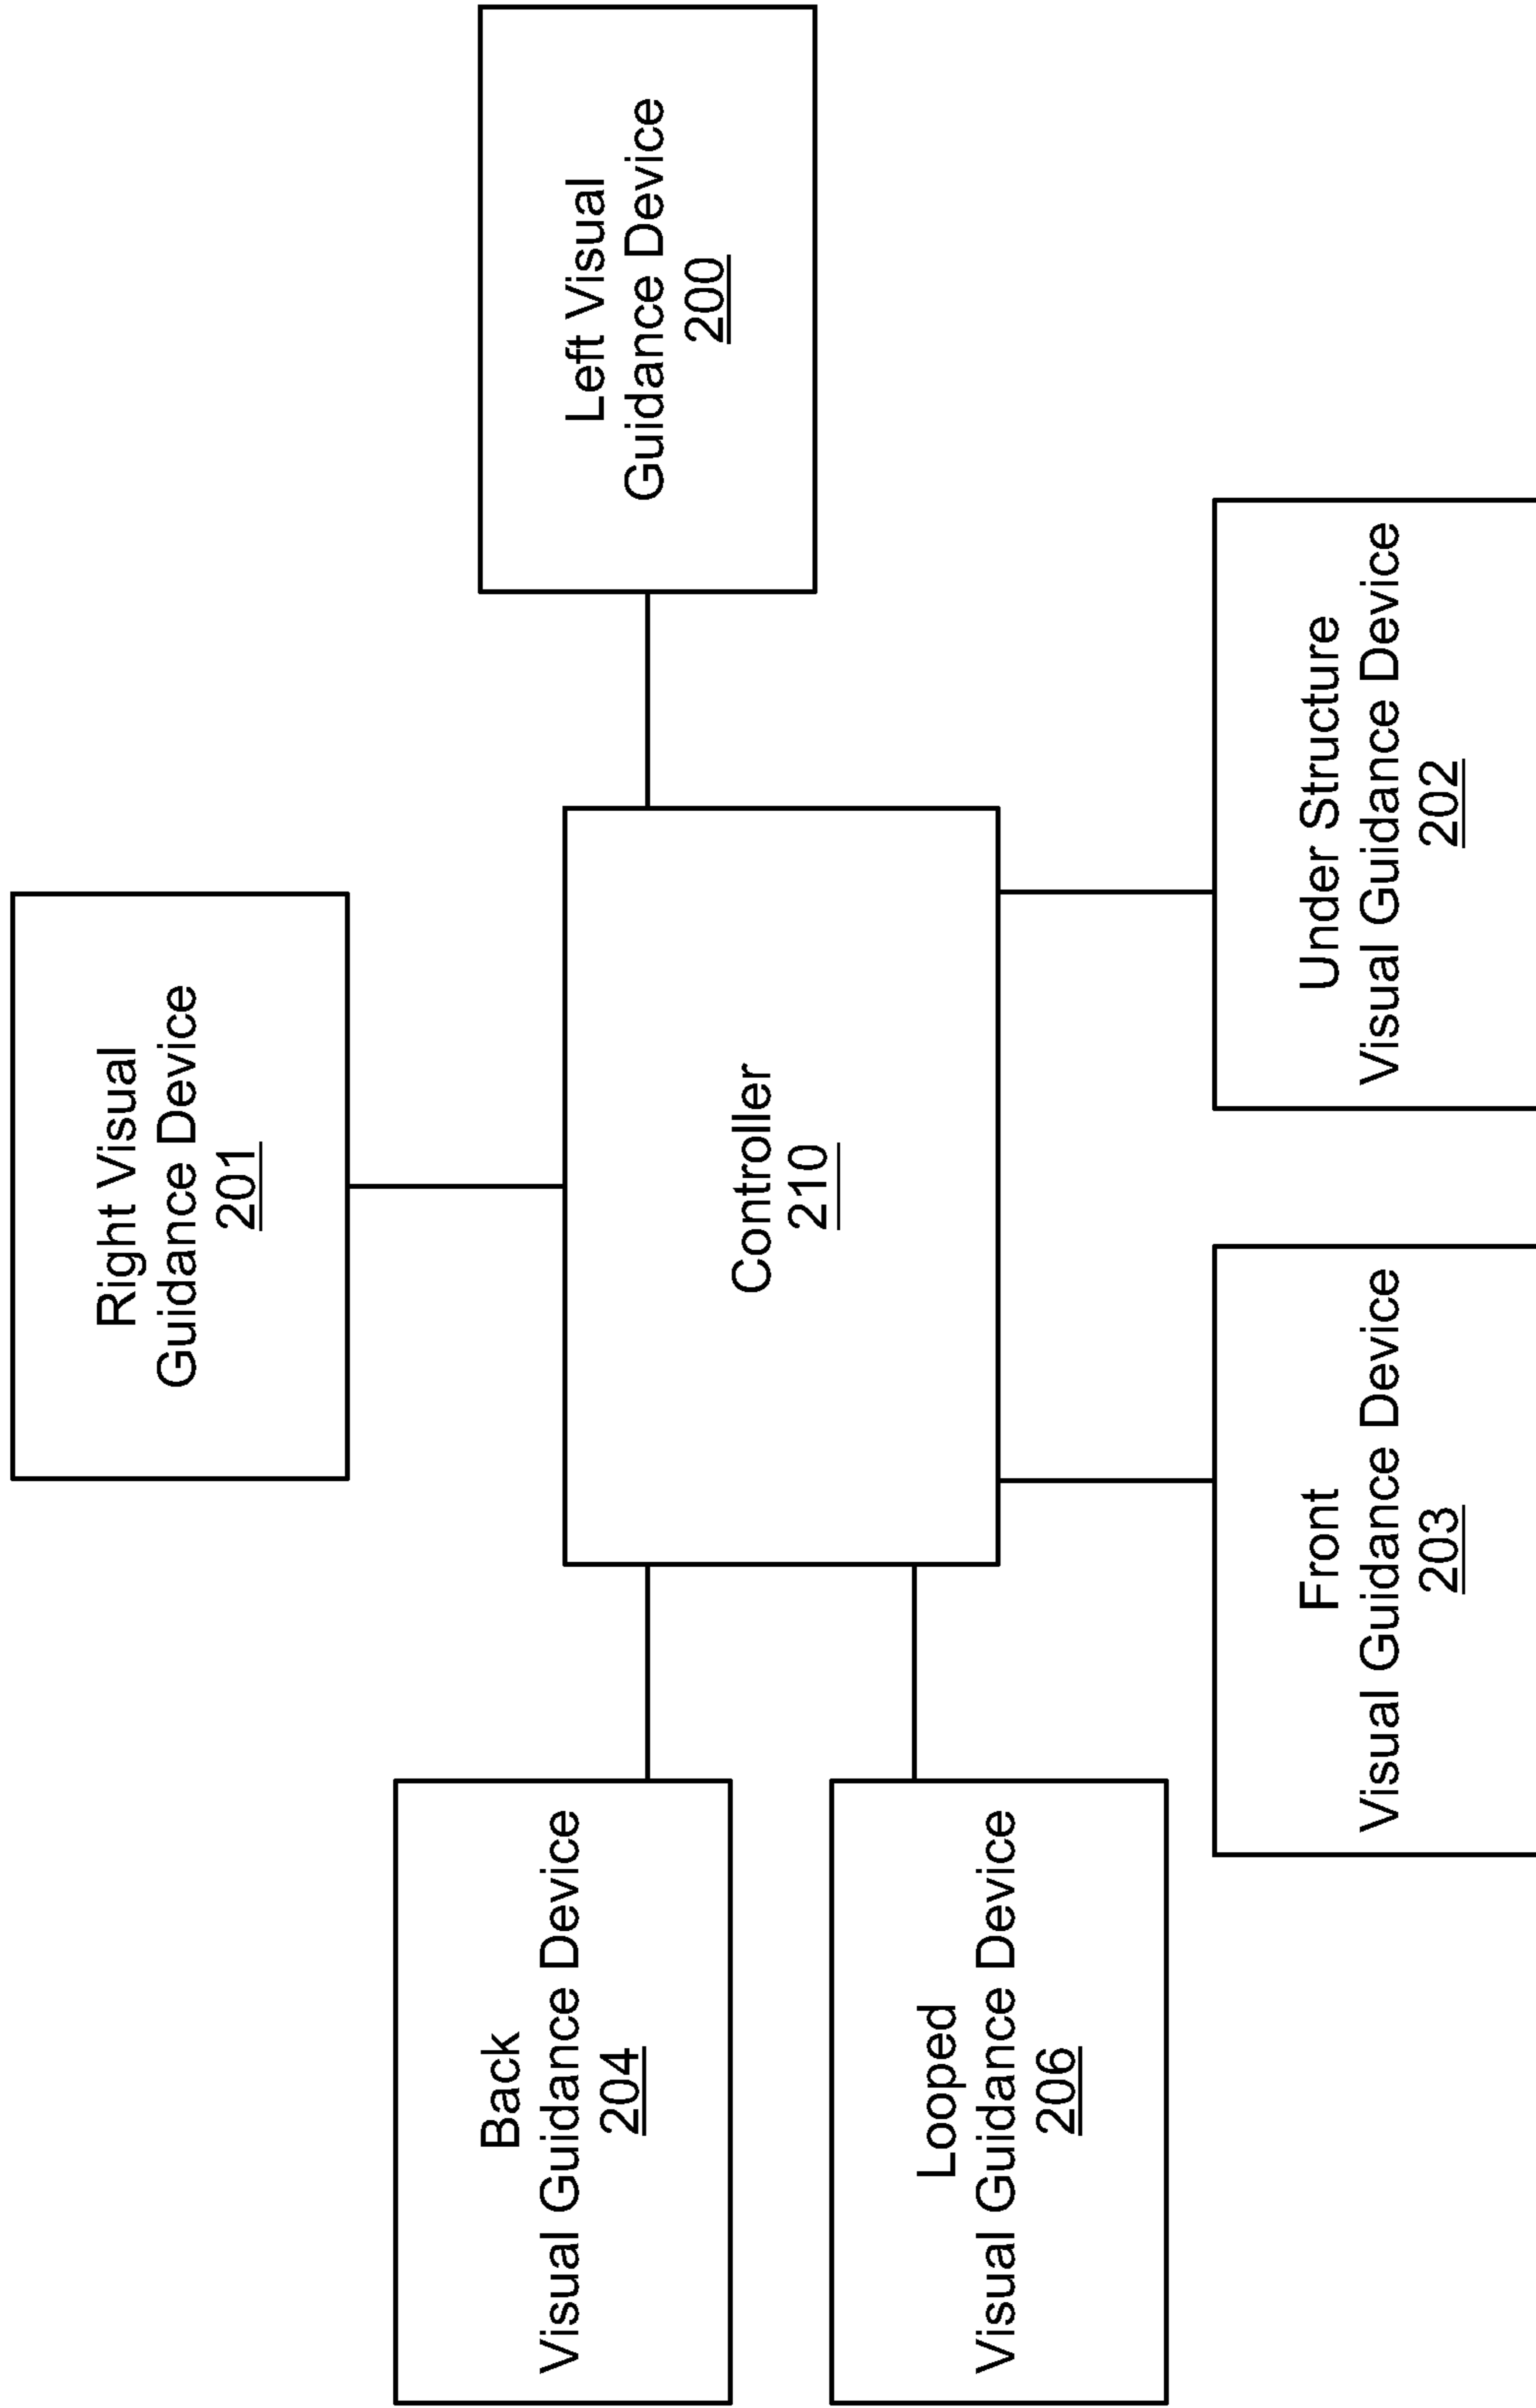 Right Visual
Guidance Device
201
Back
Visual Guidance Device
204
Left Visual
Guidance Device
200
Controller
210
Looped
Visual Guidance Device
206
Front
Visual Guidance Device
203
Under Structure
Visual Guidance Device
202